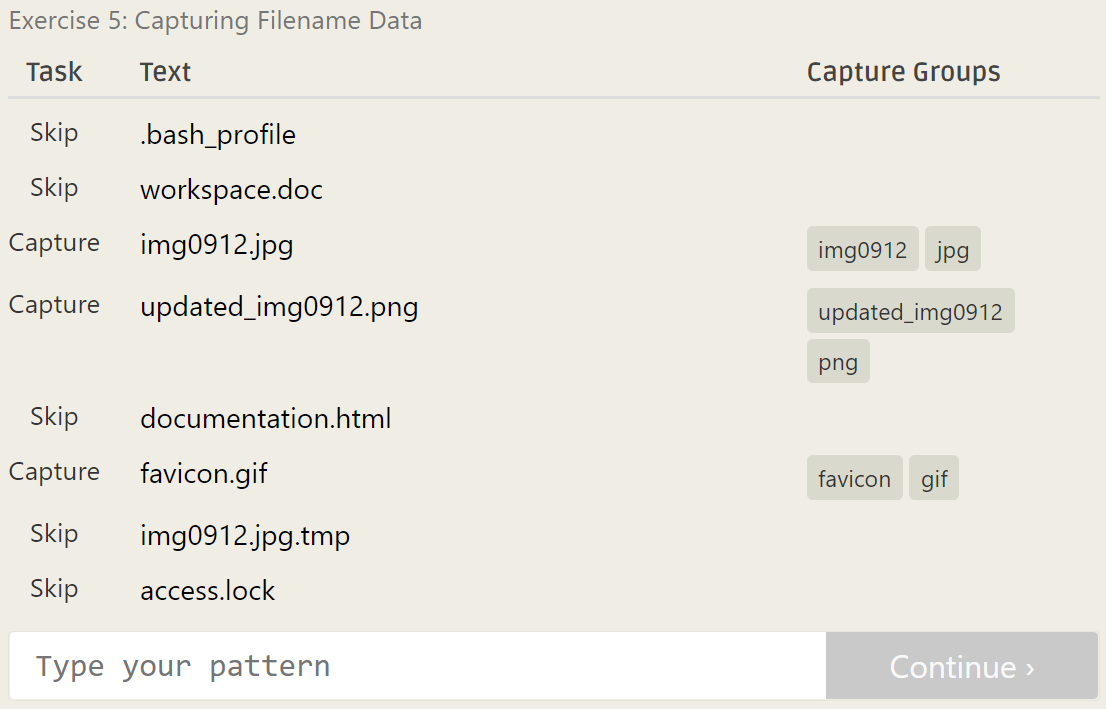 Exercise 5: Capturing Filename Data
Task Text Capture Groups
Skip .bash_profile
Skip workspace.doc
Capture img0912.jpg img0912 jpg
Capture updated_img0912.png updated_img0912
png
Skip documentation.html
Capture favicon.gif favicon gif
Skip img0912.jpg.tmp
Skip access.lock
Type your pattern Continue ›